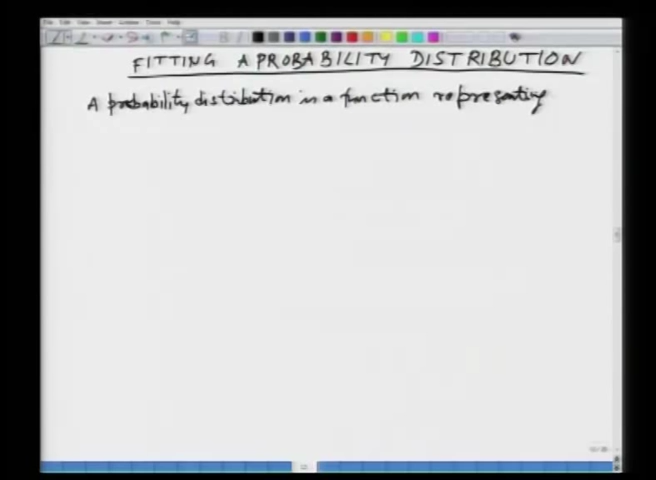 FITTING A PROBABILITY DISTRIBUTION
A probability distribution is a function representing